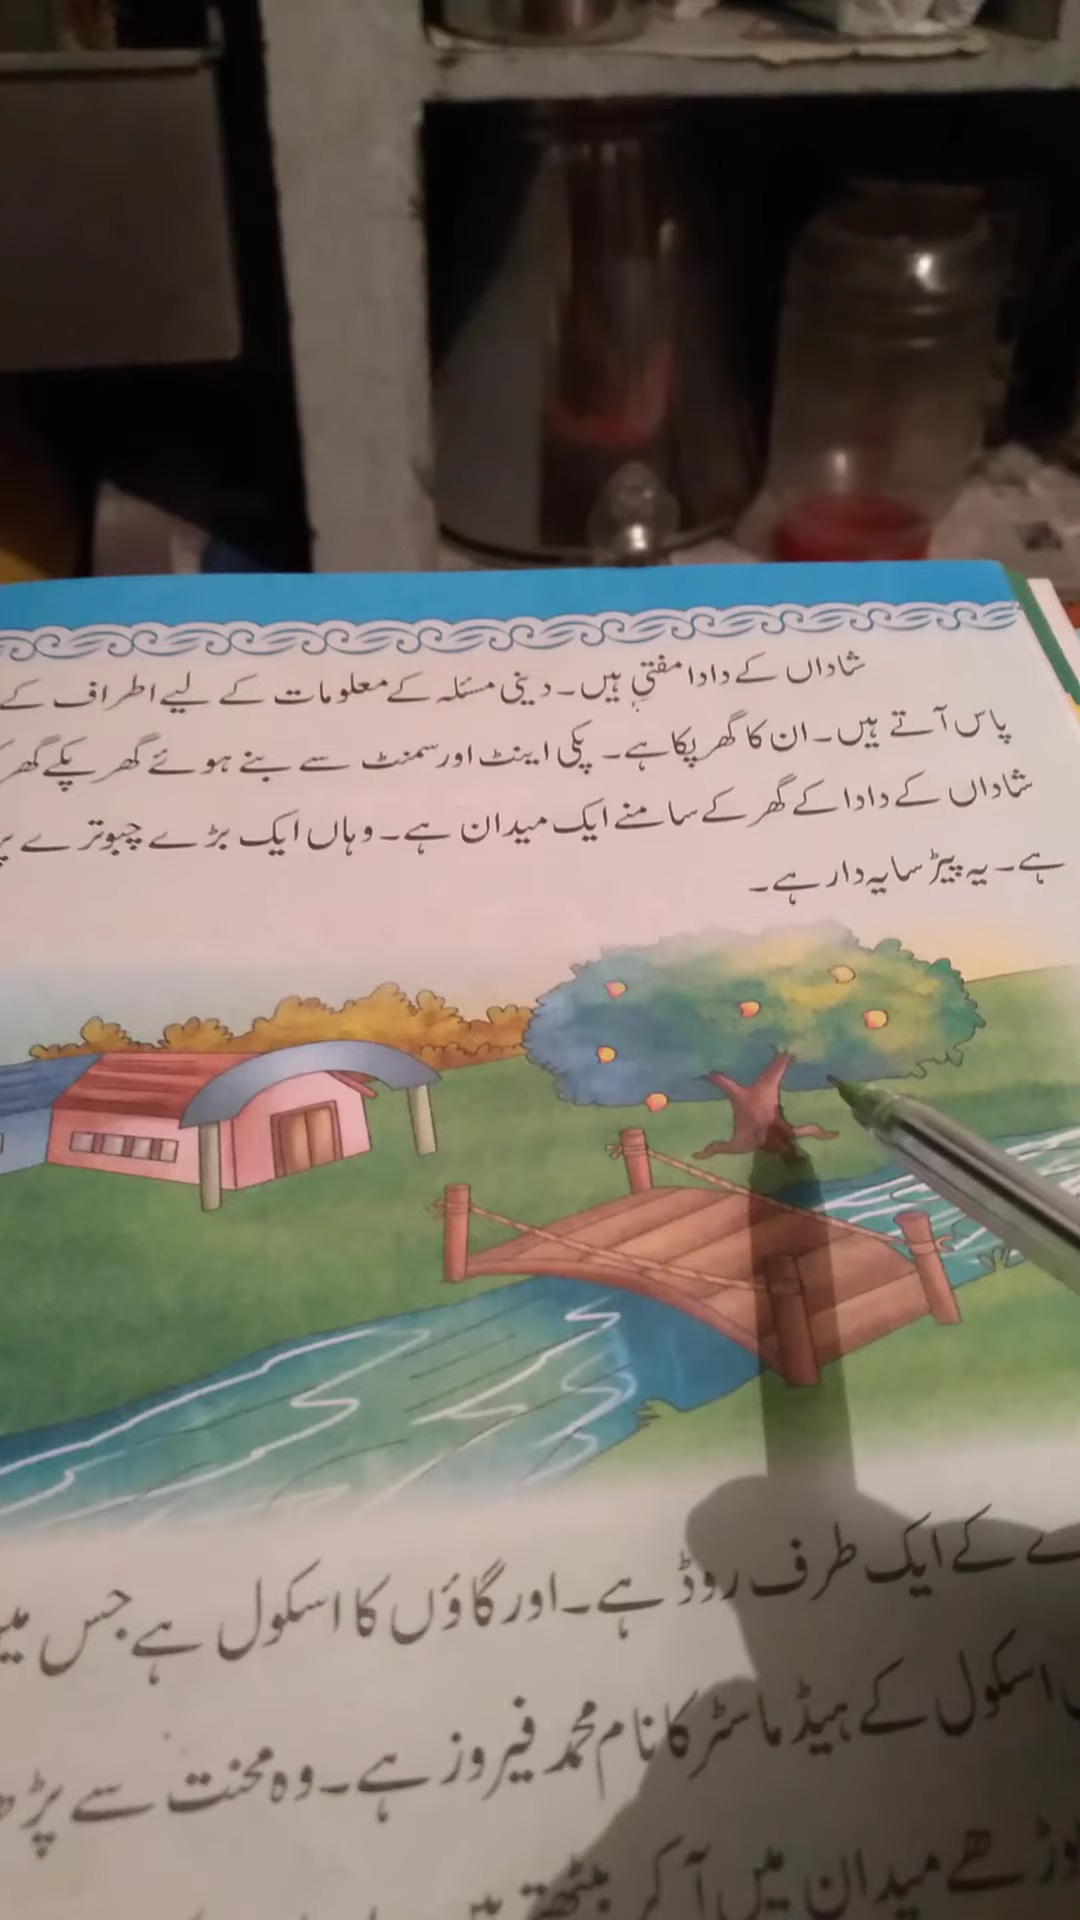 شاداں کے دادا مفتی ہیں۔ دینی مسئلہ کے معلومات کے لیے اطراف کے
پاس آتے ہیں۔ ان کا گھر پکا ہے۔ پکی اینٹ اور سمنٹ سے بنے ہوئے گھر پکے گھر
شاداں کے دادا کے گھر کے سامنے ایک میدان ہے۔ وہاں ایک بڑے چبوترے پر
ہے۔ یہ پیڑ سایہ دار ہے۔
کے ایک طرف روڈ ہے۔ اور گاؤں کا اسکول ہے جس میں
اسکول کے ہیڈ ماسٹر کا نام محمد فیروز ہے۔ وہ محنت سے
میدان میں آ کر بیٹھتے